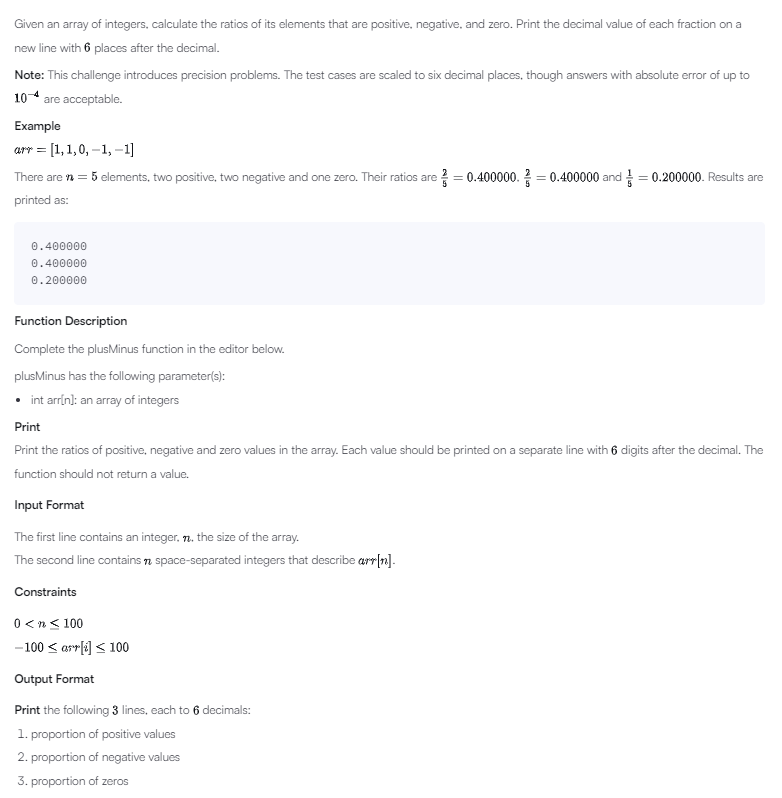 Given an array of integers, calculate the ratios of its elements that are positive, negative, and zero. Print the decimal value of each fraction on a
new line with 6 places after the decimal.
Note: This challenge introduces precision problems. The test cases are scaled to six decimal places, though answers with absolute error of up to
10⁻⁴ are acceptable.
Example
arr = [1, 1, 0, −1, −1]
There are n = 5 elements, two positive, two negative and one zero. Their ratios are 2/5 = 0.400000, 2/5 = 0.400000 and 1/5 = 0.200000. Results are
printed as:
0.400000
0.400000
0.200000
Function Description
Complete the plusMinus function in the editor below.
plusMinus has the following parameter(s):
• int arr[n]: an array of integers
Print
Print the ratios of positive, negative and zero values in the array. Each value should be printed on a separate line with 6 digits after the decimal. The
function should not return a value.
Input Format
The first line contains an integer, n, the size of the array.
The second line contains n space-separated integers that describe arr[n].
Constraints
0 < n ≤ 100
−100 ≤ arr[i] ≤ 100
Output Format
Print the following 3 lines, each to 6 decimals:
1. proportion of positive values
2. proportion of negative values
3. proportion of zeros